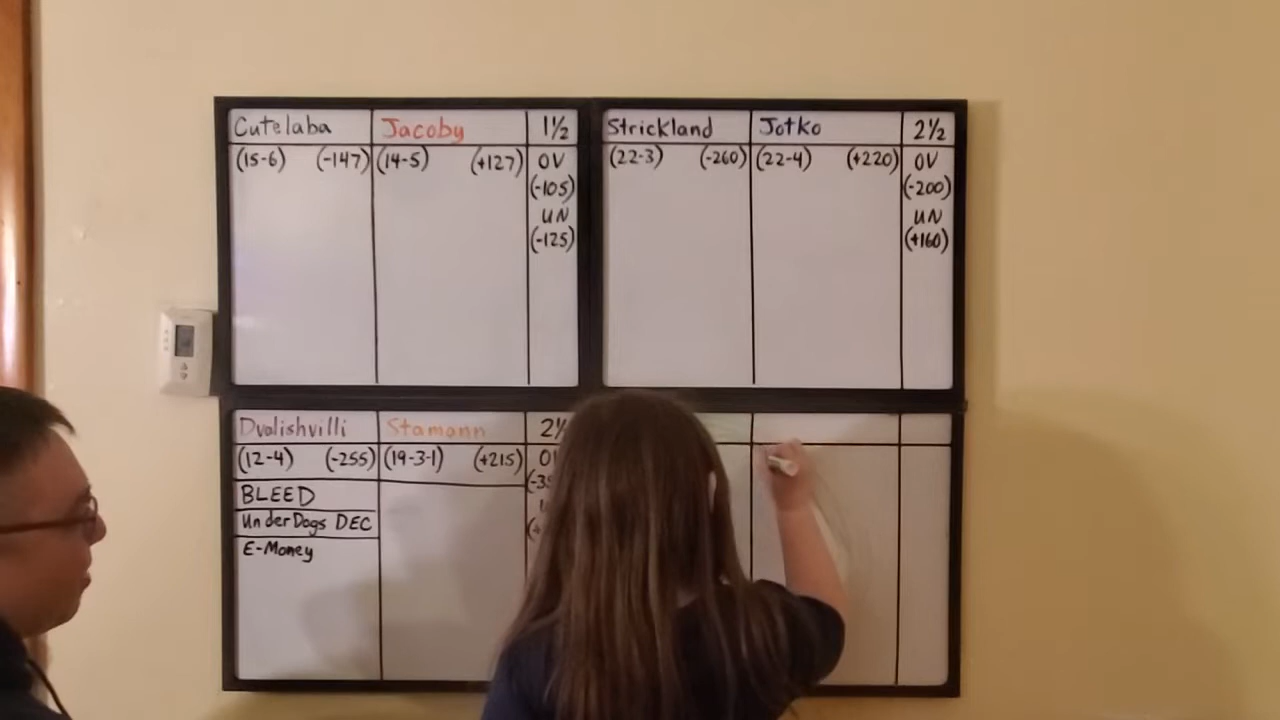 Cutelaba Jacoby 1½
(15-6) (-147) (14-5) (+127) OV
(-105)
UN
(-125)
Strickland Jotko 2½
(22-3) (-260) (22-4) (+220) OV
(-200)
UN
(+160)
Dvalishvilli Stamann
(12-4) (-255) (19-3-1) (+215)
BLEED
UnderDogs DEC
E-Money